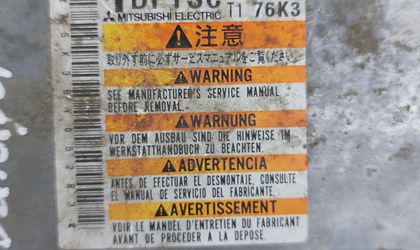 MITSUBISHI ELECTRIC T1 76K3
⚠注意
取り外す前に必ずサービスマニュアルをご覧ください
⚠WARNING
SEE MANUFACTURER'S SERVICE MANUAL
BEFORE REMOVAL.
⚠WARNUNG
VOR DEM AUSBAU SIND DIE HINWEISE IM
WERKSTATTHANDBUCH ZU BEACHTEN.
⚠ADVERTENCIA
ANTES DE EFECTUAR EL DESMONTAJE, CONSULTE
EL MANUAL DE SERVICIO DEL FABRICANTE.
⚠AVERTISSEMENT
VOIR LE MANUEL D'ENTRETIEN DU FABRICANT
AVANT DE PROCÉDER À LA DEPOSE.